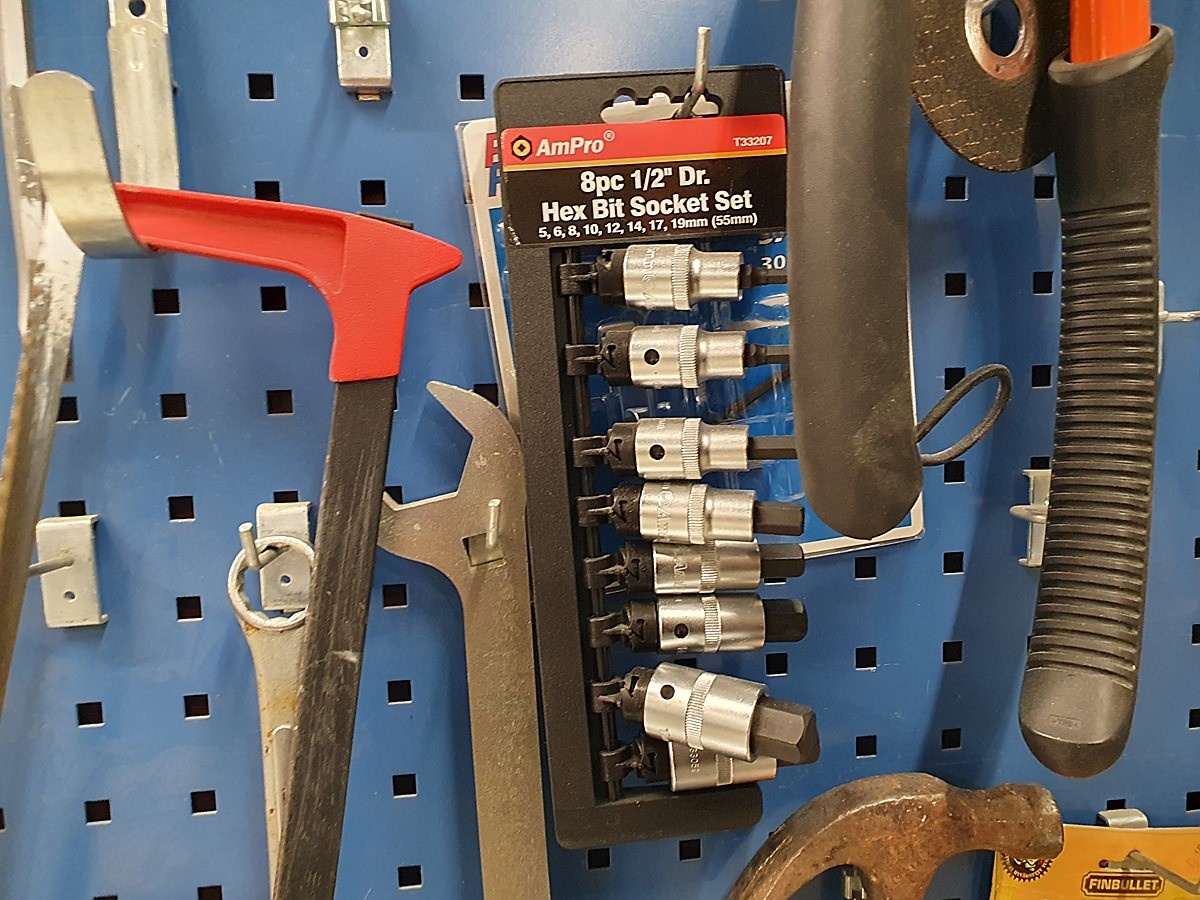 AmPro®
T33207
8pc 1/2" Dr.
Hex Bit Socket Set
5, 6, 8, 10, 12, 14, 17, 19mm (55mm)
30
FINBULLET